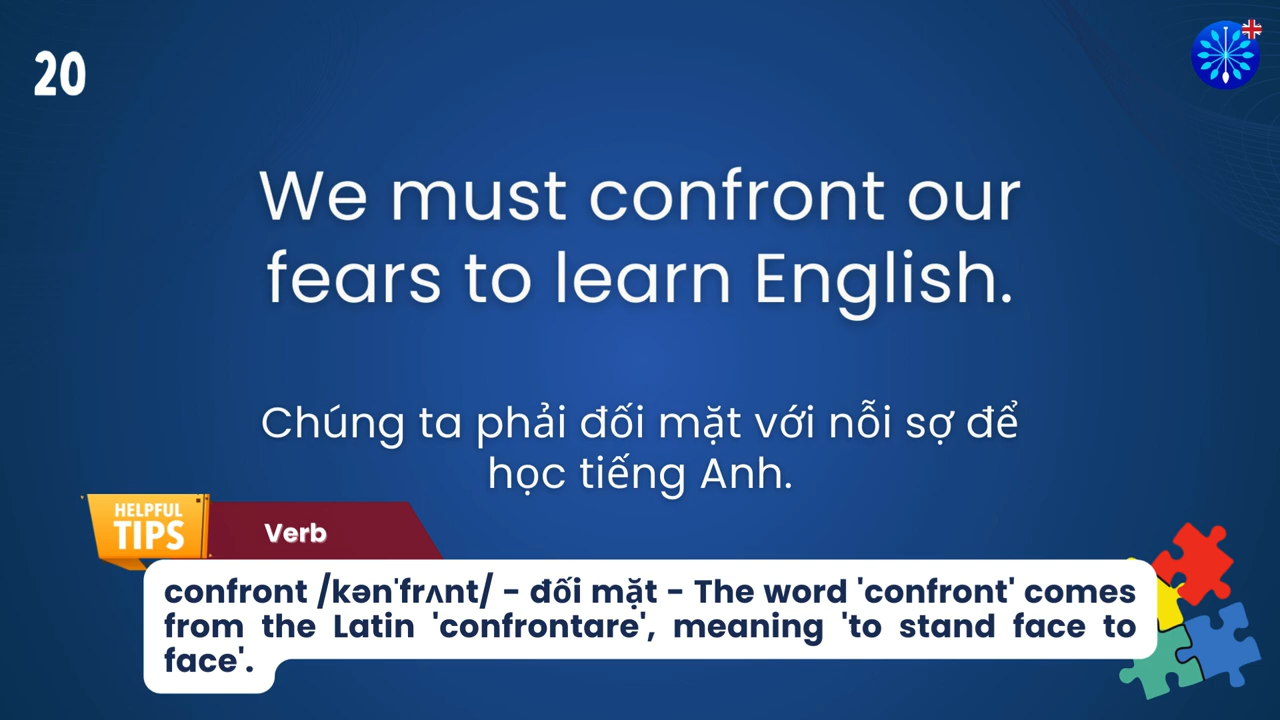 20
We must confront our
fears to learn English.
Chúng ta phải đối mặt với nỗi sợ để
học tiếng Anh.
HELPFUL
TIPS
Verb
confront /kən'frʌnt/ - đối mặt - The word 'confront' comes
from the Latin 'confrontare', meaning 'to stand face to
face'.